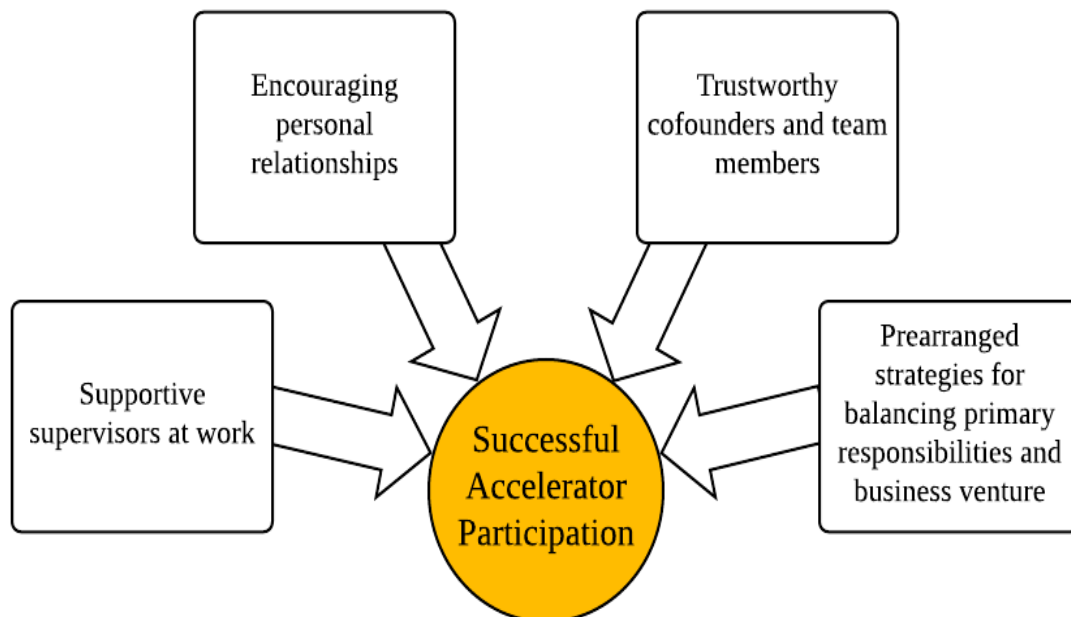 Encouraging
personal
relationships
Trustworthy
cofounders and team
members
Supportive
supervisors at work
Prearranged
strategies for
balancing primary
responsibilities and
business venture
Successful
Accelerator
Participation